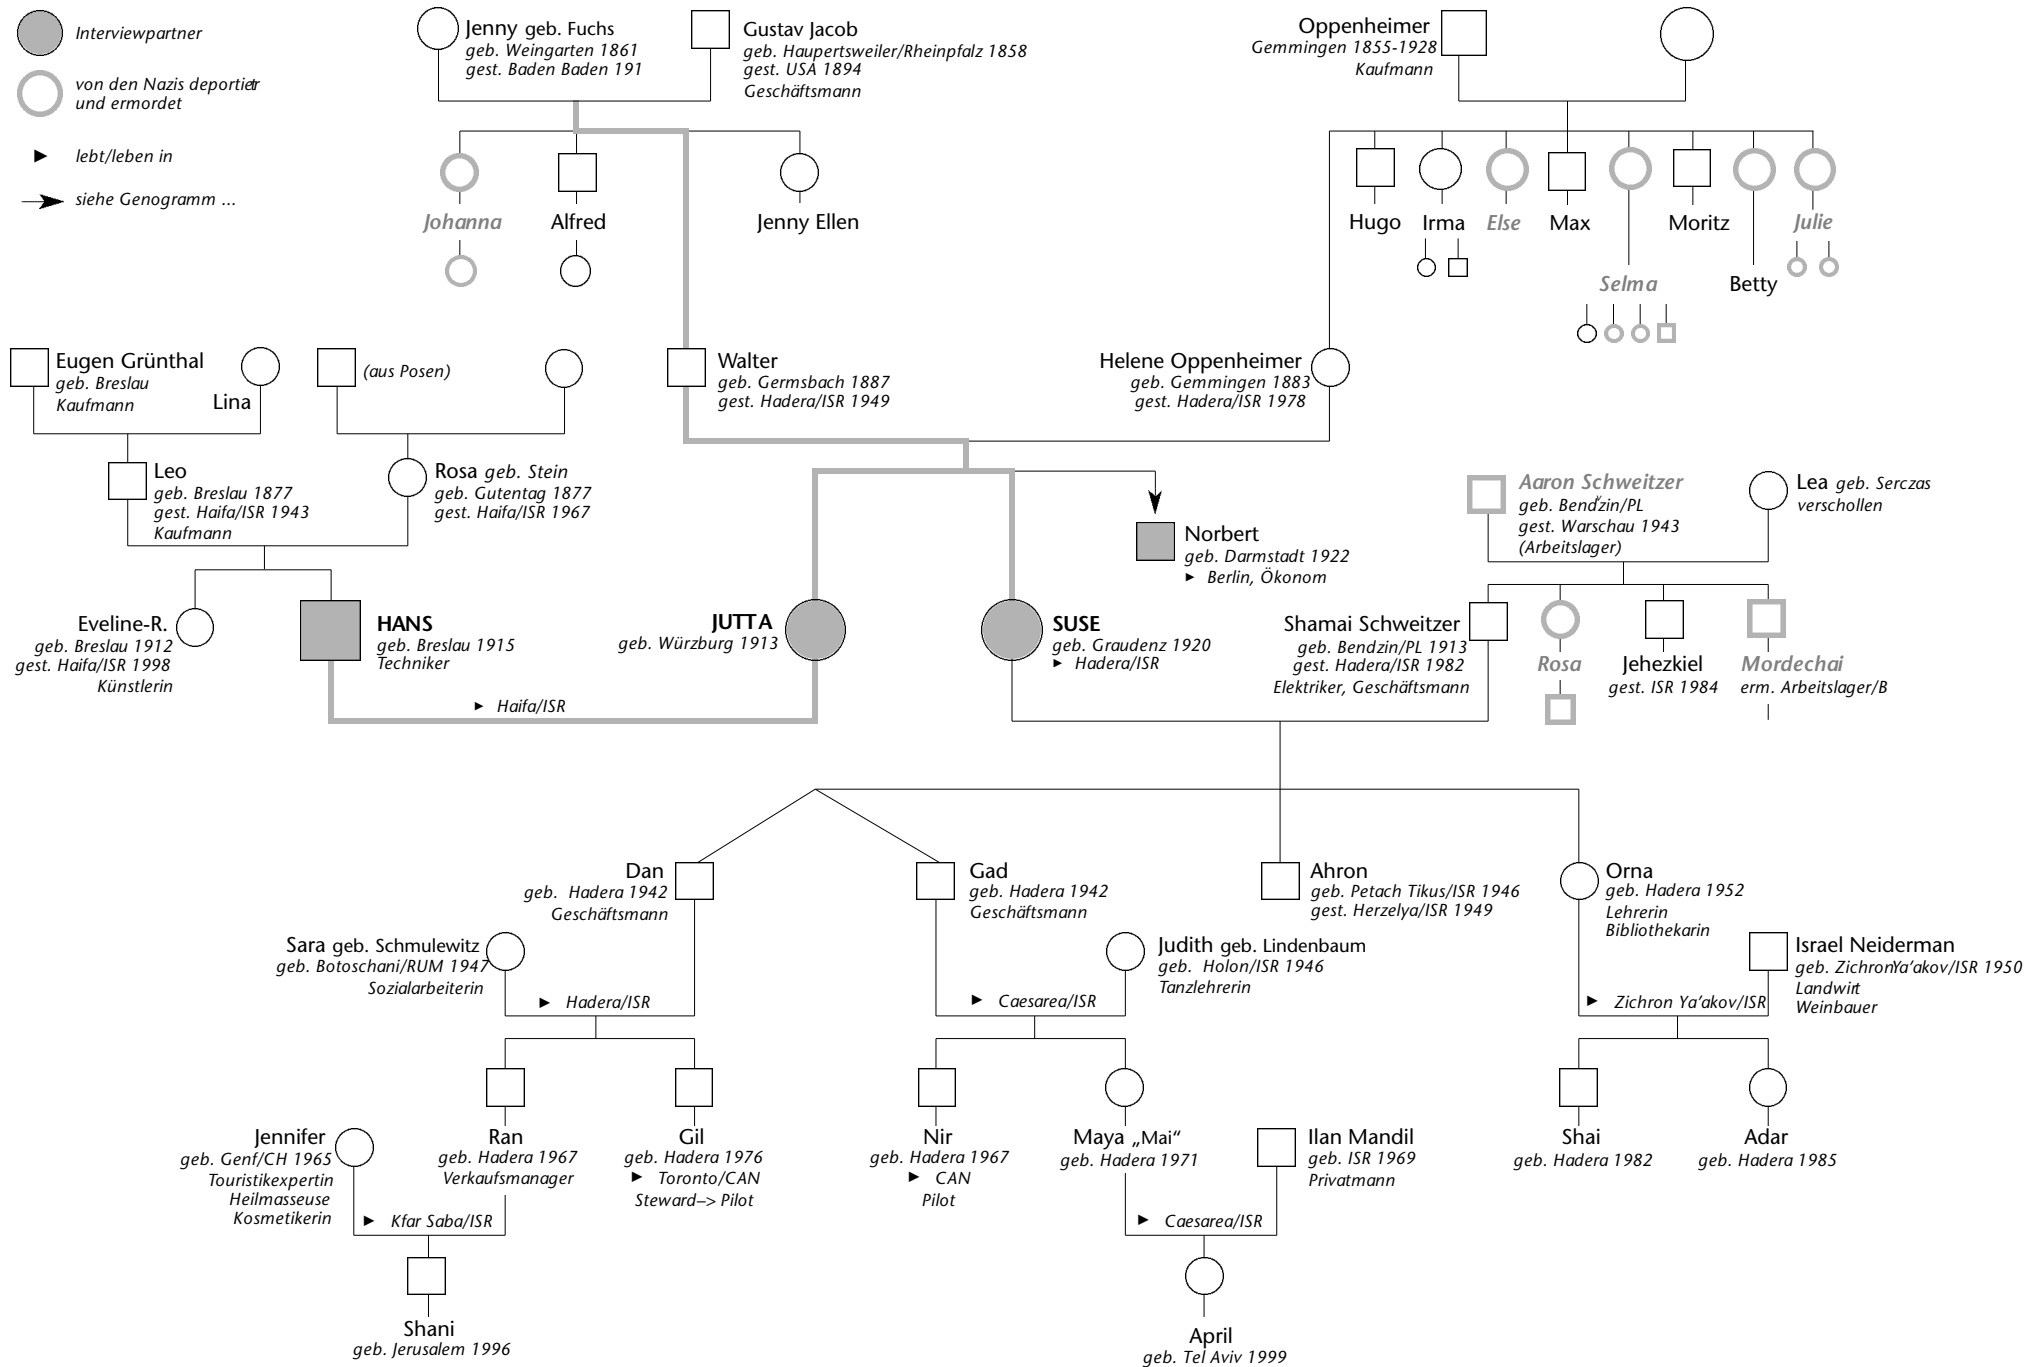 Interviewpartner
von den Nazis deportiert
und ermordet
lebt/leben in
siehe Genogramm ...
Jenny geb. Fuchs
geb. Weingarten 1861
gest. Baden Baden 191
Gustav Jacob
geb. Haupertsweiler/Rheinpfalz 1858
gest. USA 1894
Geschäftsmann
Oppenheimer
Gemmingen 1855-1928
Kaufmann
Johanna
Alfred
Jenny Ellen
Hugo
Irma
Else
Max
Selma
Moritz
Betty
Julie
Eugen Grünthal
geb. Breslau
Kaufmann
Lina
(aus Posen)
Walter
geb. Germsbach 1887
gest. Hadera/ISR 1949
Helene Oppenheimer
geb. Gemmingen 1883
gest. Hadera/ISR 1978
Leo
geb. Breslau 1877
gest. Haifa/ISR 1943
Kaufmann
Rosa geb. Stein
geb. Gutentag 1877
gest. Haifa/ISR 1967
Norbert
geb. Darmstadt 1922
Berlin, Ökonom
Aaron Schweitzer
geb. Bendzin/PL
gest. Warschau 1943
(Arbeitslager)
Lea geb. Serczas
verschollen
Eveline-R.
geb. Breslau 1912
gest. Haifa/ISR 1998
Künstlerin
HANS
geb. Breslau 1915
Techniker
JUTTA
geb. Würzburg 1913
Haifa/ISR
SUSE
geb. Graudenz 1920
Hadera/ISR
Shamai Schweitzer
geb. Bendzin/PL 1913
gest. Hadera/ISR 1982
Elektriker, Geschäftsmann
Rosa
Jehezkiel
gest. ISR 1984
Mordechai
erm. Arbeitslager/B
Dan
geb. Hadera 1942
Geschäftsmann
Gad
geb. Hadera 1942
Geschäftsmann
Ahron
geb. Petach Tikus/ISR 1946
gest. Herzelya/ISR 1949
Orna
geb. Hadera 1952
Lehrerin
Bibliothekarin
Sara geb. Schmulewitz
geb. Botoschani/RUM 1947
Sozialarbeiterin
Hadera/ISR
Judith geb. Lindenbaum
geb. Holon/ISR 1946
Tanzlehrerin
Caesarea/ISR
Israel Neiderman
geb. ZichronYa'akov/ISR 1950
Landwirt
Weinbauer
Zichron Ya'akov/ISR
Jennifer
geb. Genf/CH 1965
Touristikexpertin
Heilmasseuse
Kosmetikerin
Ran
geb. Hadera 1967
Verkaufsmanager
Kfar Saba/ISR
Gil
geb. Hadera 1976
Toronto/CAN
Steward–> Pilot
Nir
geb. Hadera 1967
CAN
Pilot
Maya „Mai“
geb. Hadera 1971
Ilan Mandil
geb. ISR 1969
Privatmann
Caesarea/ISR
Shai
geb. Hadera 1982
Adar
geb. Hadera 1985
Shani
geb. Jerusalem 1996
April
geb. Tel Aviv 1999